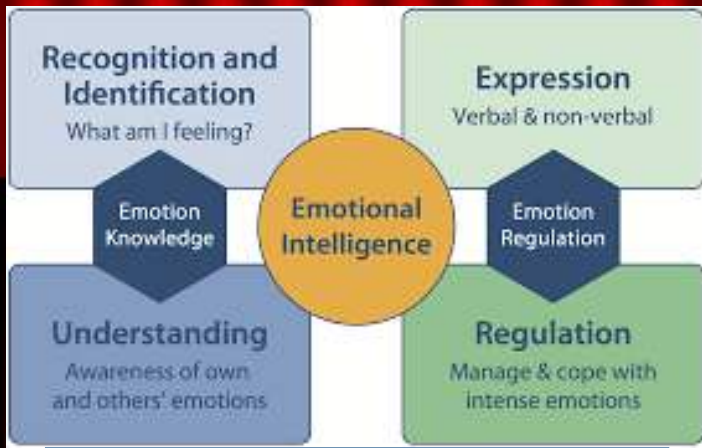 Recognition and
Identification
What am I feeling?
Expression
Verbal & non-verbal
Emotion
Knowledge
Emotional
Intelligence
Emotion
Regulation
Understanding
Awareness of own
and others' emotions
Regulation
Manage & cope with
intense emotions